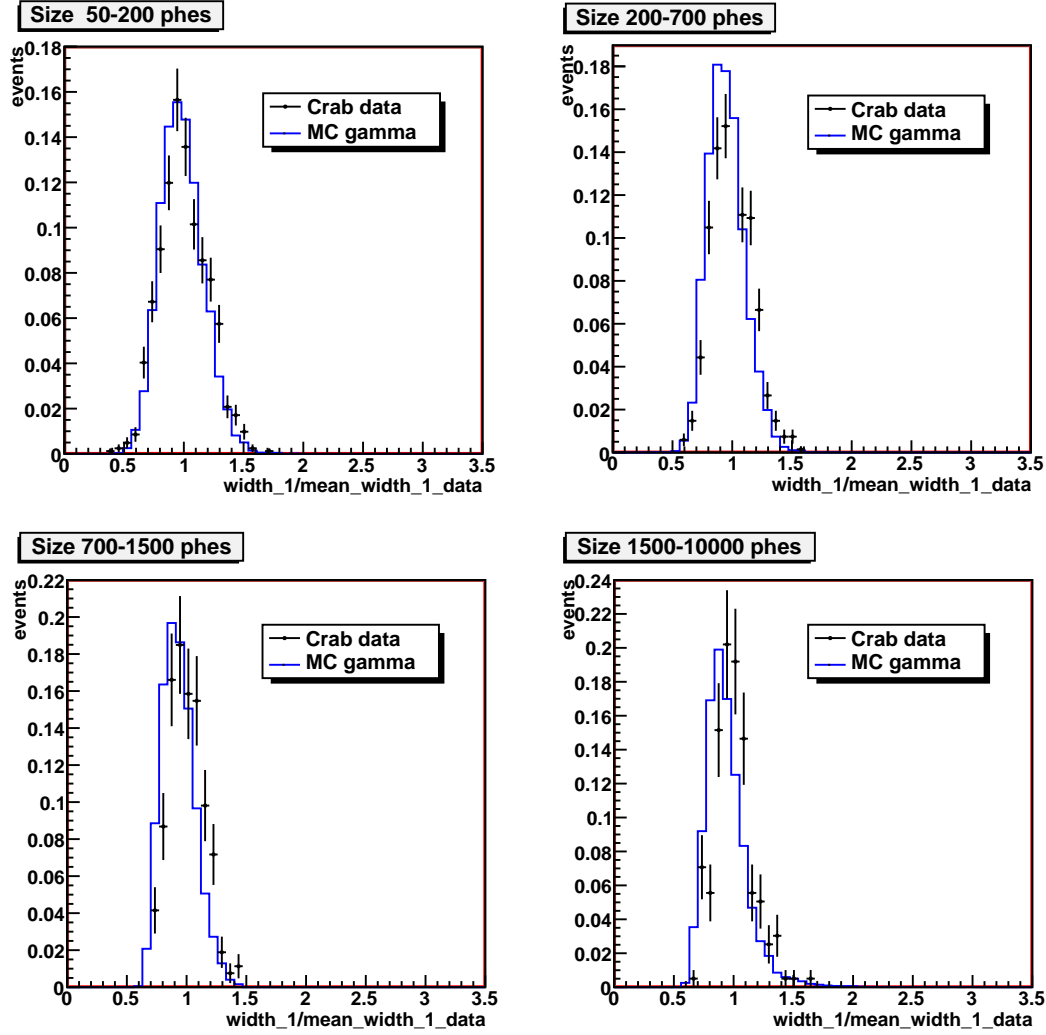 Size  50-200 phes
events
0.18
0.16
0.14
0.12
0.1
0.08
0.06
0.04
0.02
0
Crab data
MC gamma
0 0.5 1 1.5 2 2.5 3 3.5
width_1/mean_width_1_data
Size 200-700 phes
events
0.18
0.16
0.14
0.12
0.1
0.08
0.06
0.04
0.02
0
Crab data
MC gamma
0 0.5 1 1.5 2 2.5 3 3.5
width_1/mean_width_1_data
Size 700-1500 phes
events
0.22
0.2
0.18
0.16
0.14
0.12
0.1
0.08
0.06
0.04
0.02
0
Crab data
MC gamma
0 0.5 1 1.5 2 2.5 3 3.5
width_1/mean_width_1_data
Size 1500-10000 phes
events
0.24
0.22
0.2
0.18
0.16
0.14
0.12
0.1
0.08
0.06
0.04
0.02
0
Crab data
MC gamma
0 0.5 1 1.5 2 2.5 3 3.5
width_1/mean_width_1_data